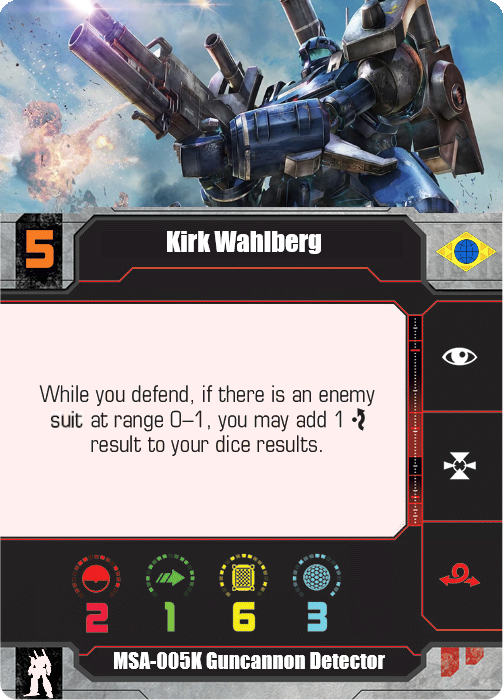 5
Kirk Wahlberg
While you defend, if there is an enemy
suit at range 0–1, you may add 1
result to your dice results.
2 1 6 3
MSA-005K Guncannon Detector